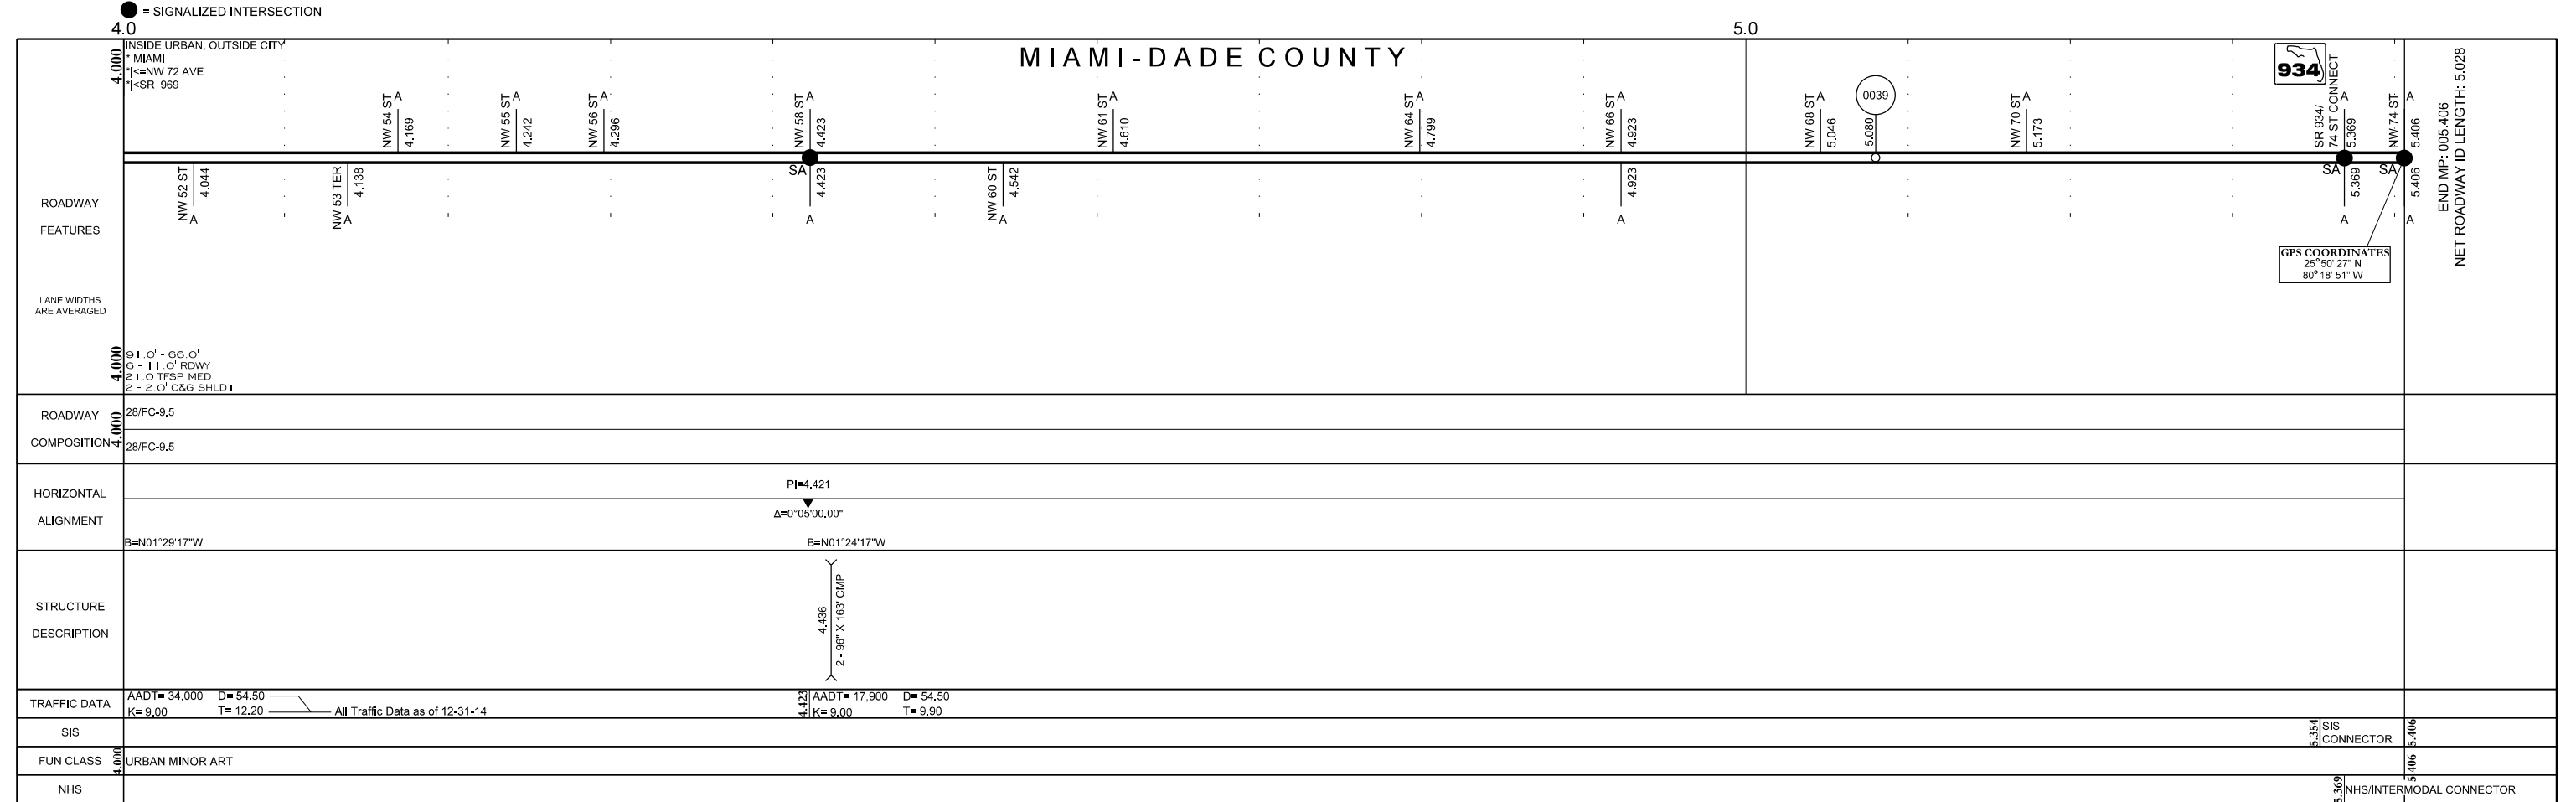 = SIGNALIZED INTERSECTION
4.0
5.0
4.000
INSIDE URBAN, OUTSIDE CITY
* MIAMI
*|<=NW 72 AVE
*|<SR 969
MIAMI-DADE COUNTY
934
NW 54 ST
A
4.169
NW 55 ST
A
4.242
NW 56 ST
A
4.296
NW 58 ST
A
4.423
NW 61 ST
A
4.610
NW 64 ST
A
4.799
NW 66 ST
A
4.923
NW 68 ST
A
5.046
0039
5.080
NW 70 ST
A
5.173
SR 934/
74 ST CONNECT
A
5.369
NW 74 ST
A
5.406
END MP: 005.406
NET ROADWAY ID LENGTH: 5.028
NW 52 ST
4.044
A
NW 53 TER
4.138
A
SA
4.423
A
NW 60 ST
4.542
A
4.923
A
SA
5.369
A
SA
5.406
A
ROADWAY
FEATURES
GPS COORDINATES
25°50' 27" N
80°18' 51" W
LANE WIDTHS
ARE AVERAGED
4.000
91.0' - 66.0'
6 - 11.0' RDWY
21.0 TFSP MED
2 - 2.0' C&G SHLD1
ROADWAY
COMPOSITION
4.000
28/FC-9.5
28/FC-9.5
HORIZONTAL
ALIGNMENT
PI=4.421
Δ=0°05'00.00"
B=N01°29'17"W
B=N01°24'17"W
STRUCTURE
DESCRIPTION
4.436
2 - 96" X 163' CMP
TRAFFIC DATA
AADT= 34,000 D= 54.50
K= 9.00 T= 12.20
All Traffic Data as of 12-31-14
4.423
AADT= 17,900 D= 54.50
K= 9.00 T= 9.90
SIS
5.354
SIS
CONNECTOR
5.406
FUN CLASS
4.000
URBAN MINOR ART
5.406
NHS
5.369
NHS/INTERMODAL CONNECTOR